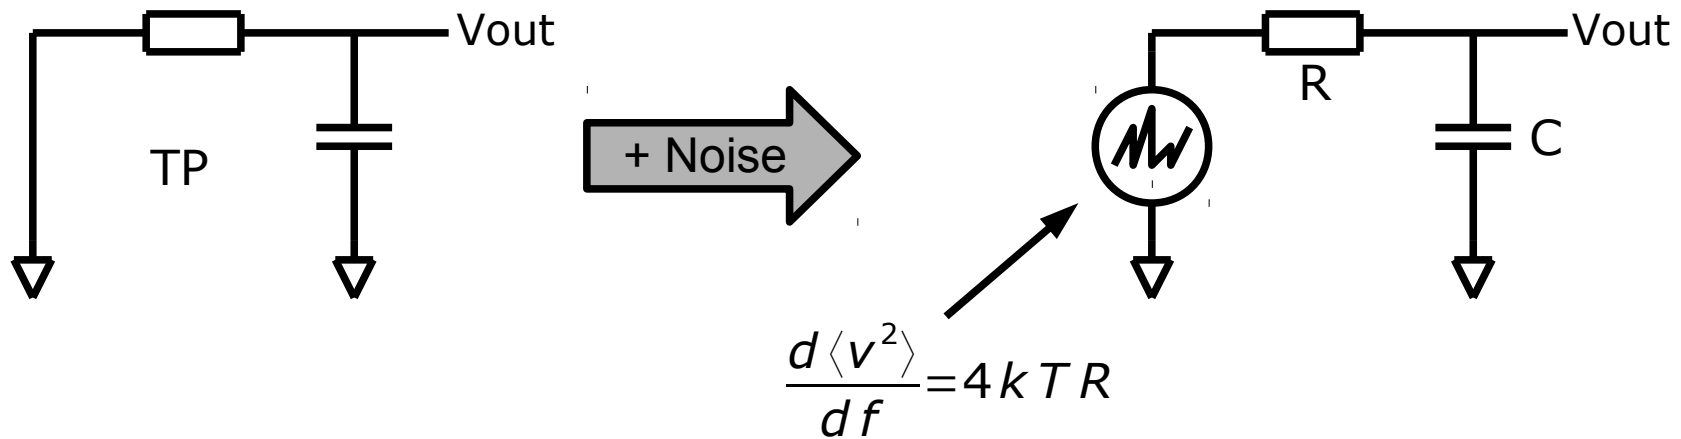 Vout
TP
+ Noise
Vout
R
C
d⟨v²⟩/df=4kTR